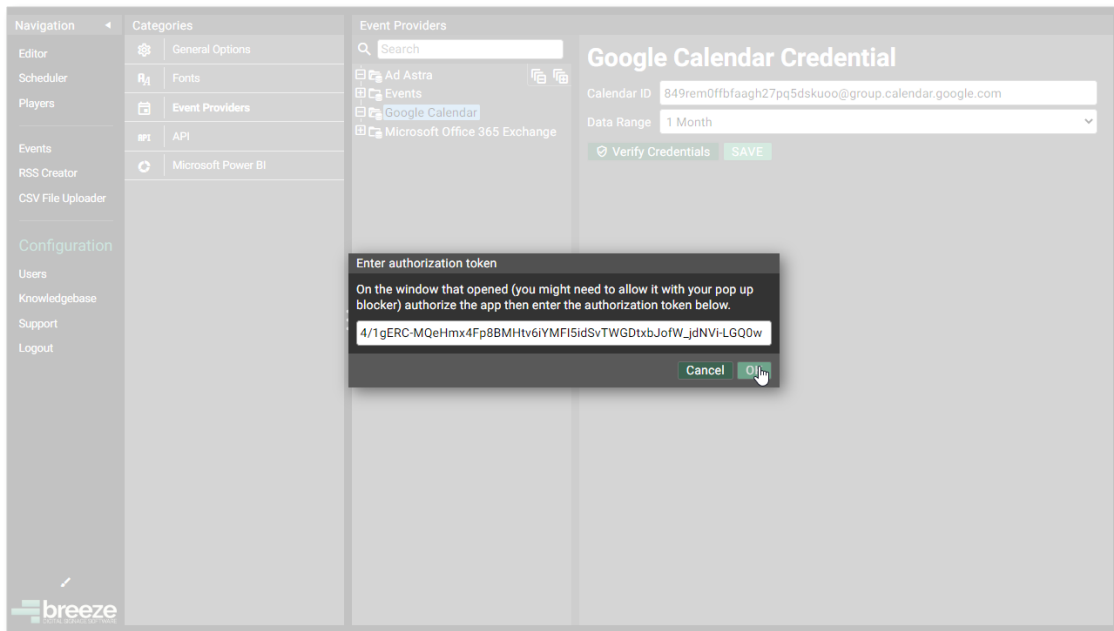 Navigation
Categories
Event Providers
Editor
Scheduler
Players
Events
RSS Creator
CSV File Uploader
Configuration
Users
Knowledgebase
Support
Logout
General Options
Fonts
Event Providers
API API
Microsoft Power BI
Search
Ad Astra
Events
Google Calendar
Microsoft Office 365 Exchange
Google Calendar Credential
Calendar ID 849rem0ffbfaagh27pq5dskuoo@group.calendar.google.com
Data Range 1 Month
Verify Credentials SAVE
Enter authorization token
On the window that opened (you might need to allow it with your pop up
blocker) authorize the app then enter the authorization token below.
4/1gERC-MQeHmx4Fp8BMHtv6iYMFI5idSvTWGDtxbJofW_jdNVi-LGQ0w
Cancel
breeze
DIGITAL SIGNAGE SOFTWARE